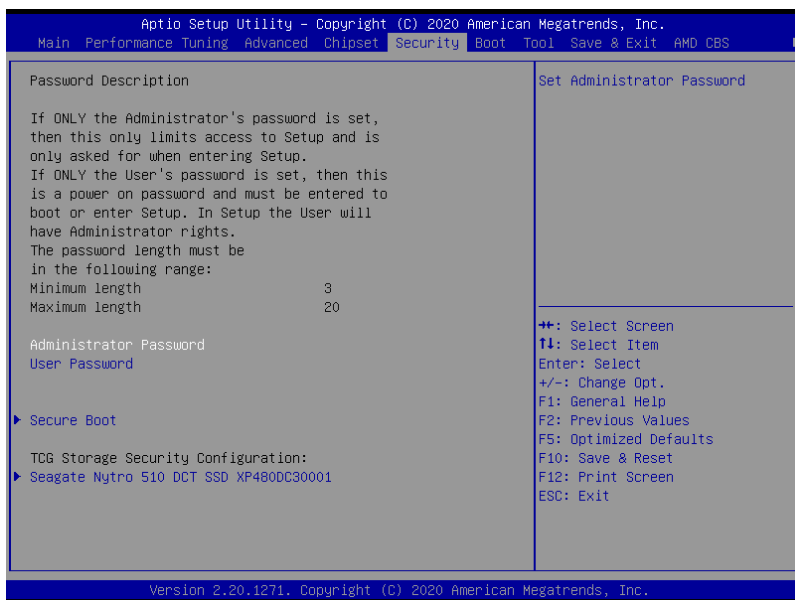 Aptio Setup Utility – Copyright (C) 2020 American Megatrends, Inc.
Main Performance Tuning Advanced Chipset Security Boot Tool Save & Exit AMD CBS
Password Description
If ONLY the Administrator's password is set,
then this only limits access to Setup and is
only asked for when entering Setup.
If ONLY the User's password is set, then this
is a power on password and must be entered to
boot or enter Setup. In Setup the User will
have Administrator rights.
The password length must be
in the following range:
Minimum length 3
Maximum length 20
Administrator Password
User Password
Secure Boot
TCG Storage Security Configuration:
Seagate Nytro 510 DCT SSD XP480DC30001
Set Administrator Password
→←: Select Screen
↑↓: Select Item
Enter: Select
+/-: Change Opt.
F1: General Help
F2: Previous Values
F5: Optimized Defaults
F10: Save & Reset
F12: Print Screen
ESC: Exit
Version 2.20.1271. Copyright (C) 2020 American Megatrends, Inc.